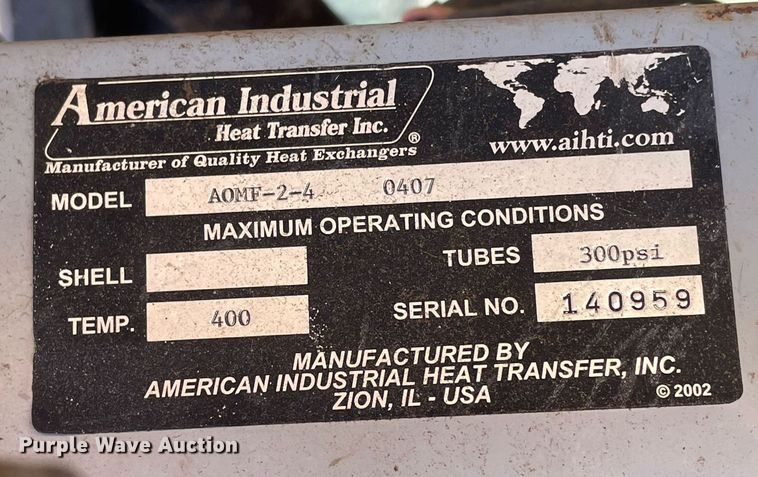 American Industrial
Heat Transfer Inc.
®
Manufacturer of Quality Heat Exchangers
www.aihti.com
MODEL AOMF-2-4 0407
MAXIMUM OPERATING CONDITIONS
SHELL
TUBES 300psi
TEMP. 400
SERIAL NO. 140959
MANUFACTURED BY
AMERICAN INDUSTRIAL HEAT TRANSFER, INC.
ZION, IL - USA
© 2002
Purple Wave Auction